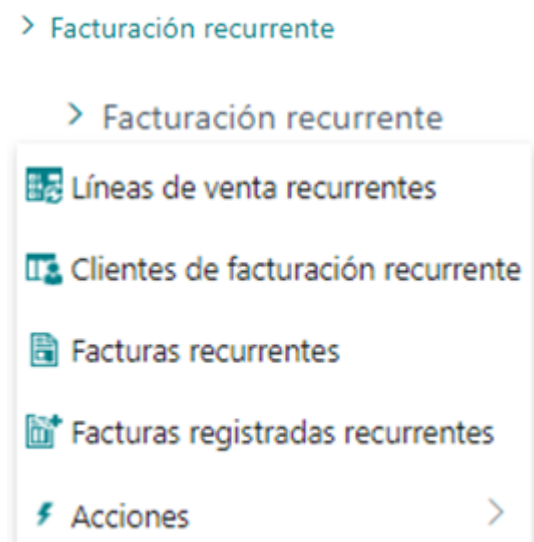 Facturación recurrente
Facturación recurrente
Líneas de venta recurrentes
Clientes de facturación recurrente
Facturas recurrentes
Facturas registradas recurrentes
Acciones